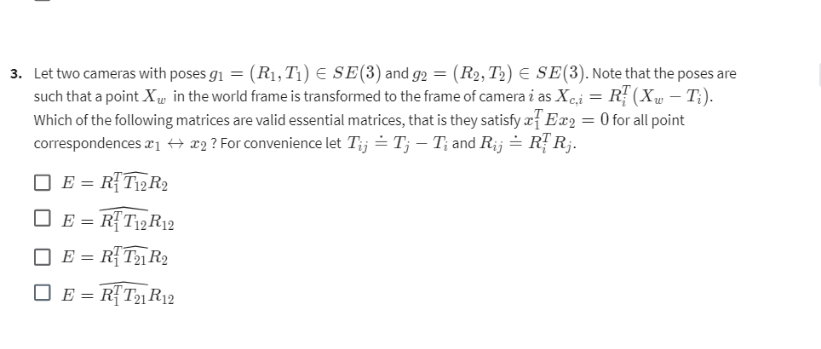 3. Let two cameras with poses $g_1 = (R_1, T_1) \in SE(3)$ and $g_2 = (R_2, T_2) \in SE(3)$. Note that the poses are
such that a point $X_w$ in the world frame is transformed to the frame of camera $i$ as $X_{c,i} = R_i^T(X_w - T_i)$.
Which of the following matrices are valid essential matrices, that is they satisfy $x_1^T E x_2 = 0$ for all point
correspondences $x_1 \leftrightarrow x_2$ ? For convenience let $T_{ij} \doteq T_j - T_i$ and $R_{ij} \doteq R_i^T R_j$.
☐ $E = R_1^T \widehat{T_{12}} R_2$
☐ $E = \widehat{R_1^T T_{12}} R_{12}$
☐ $E = R_1^T \widehat{T_{21}} R_2$
☐ $E = \widehat{R_1^T T_{21}} R_{12}$